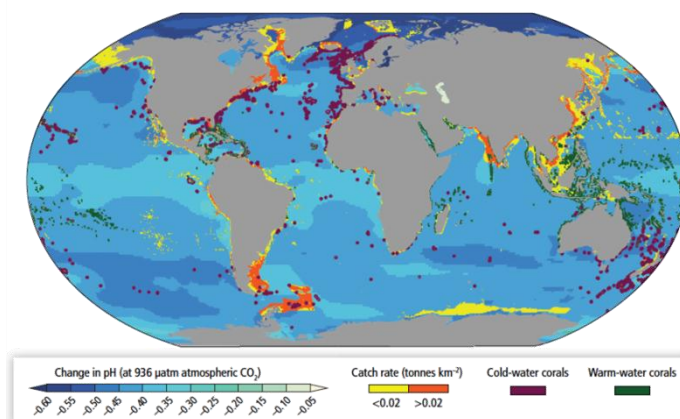 Change in pH (at 936 µatm atmospheric CO2)
-0.60 -0.55 -0.50 -0.45 -0.40 -0.35 -0.30 -0.25 -0.20 -0.15 -0.10 -0.05
Catch rate (tonnes km-2)
<0.02 >0.02
Cold-water corals
Warm-water corals